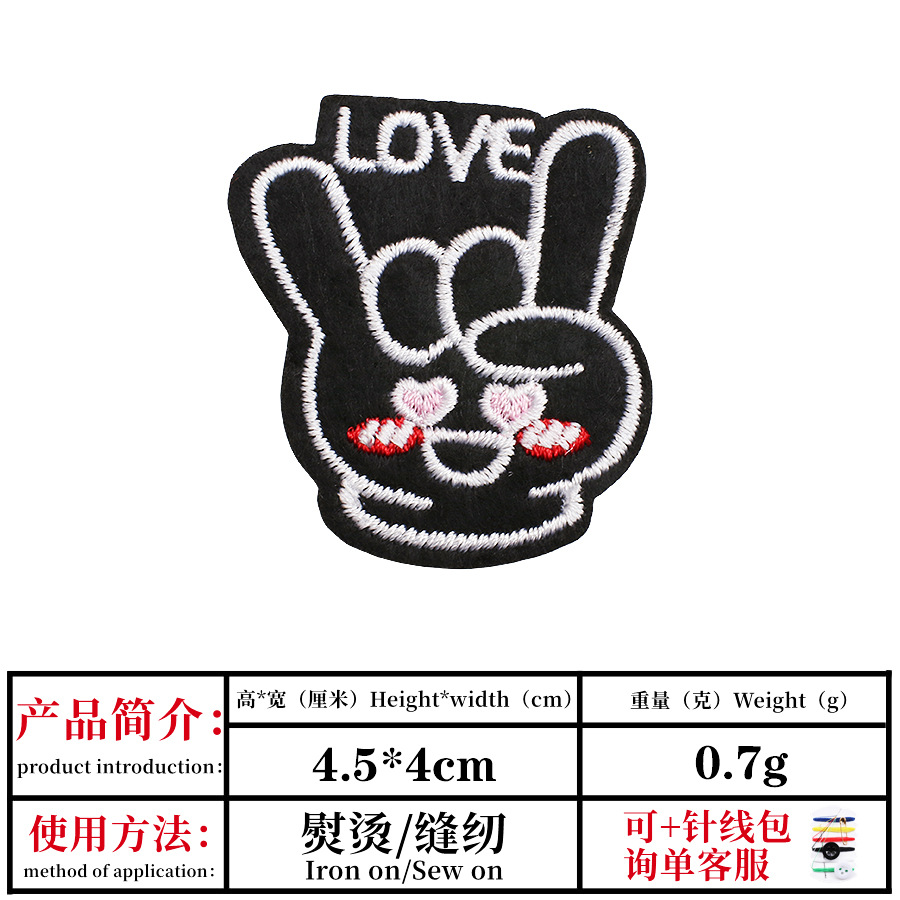 LOVE
产品简介：
product introduction：
高*宽（厘米）Height*width（cm）
重量（克）Weight（g）
4.5*4cm
0.7g
使用方法：
method of application：
熨烫/缝纫
Iron on/Sew on
可+针线包
询单客服